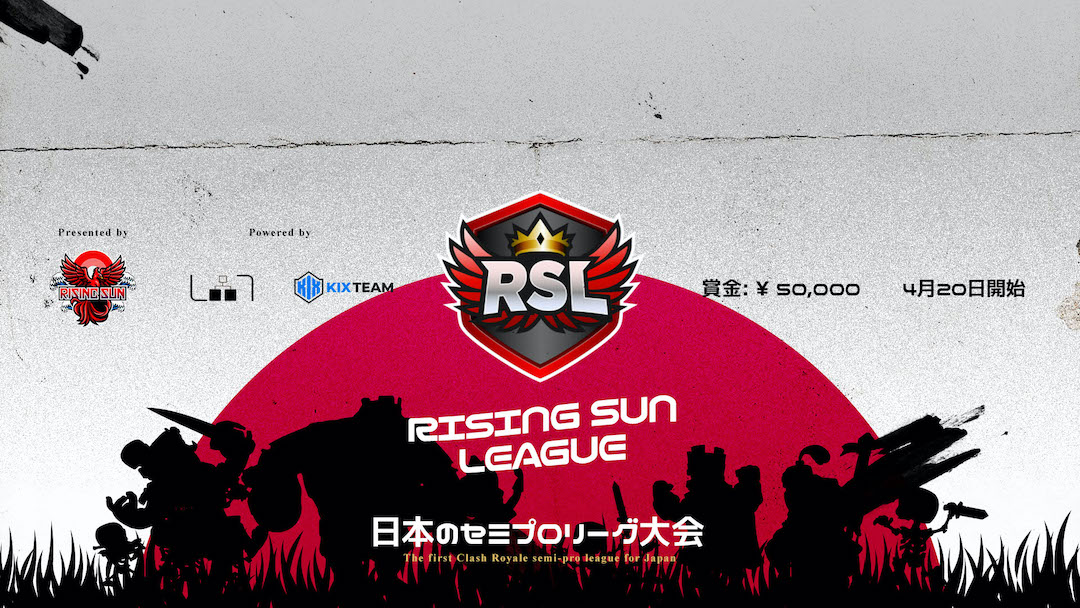 Presented by
Powered by
RISING SUN
KIX KIXTEAM
RSL
賞金: ¥ 50,000
4月20日開始
RISING SUN
LEAGUE
日本のセミプロリーグ大会
The first Clash Royale semi-pro league for Japan